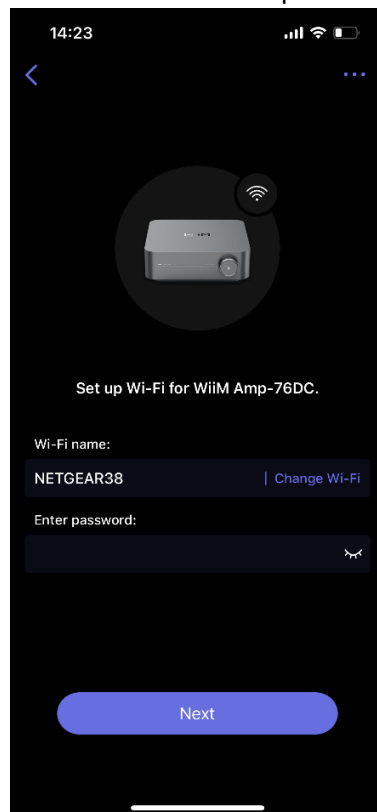 14:23
Set up Wi-Fi for WiiM Amp-76DC.
Wi-Fi name:
NETGEAR38 | Change Wi-Fi
Enter password:
Next